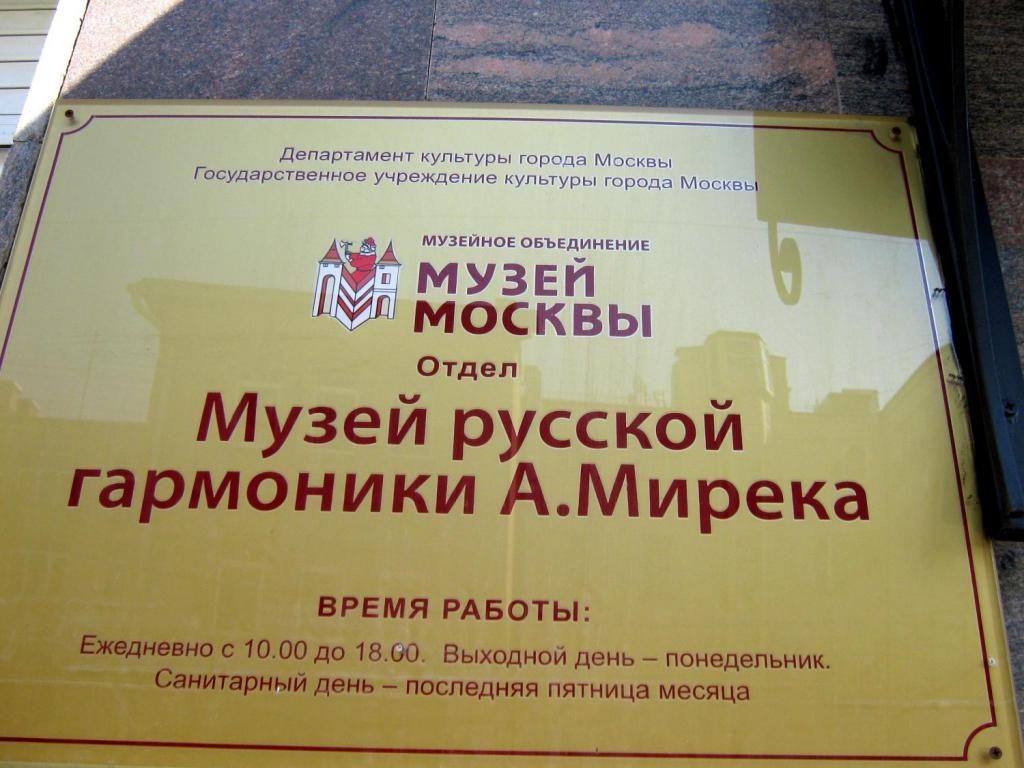 Департамент культуры города Москвы
Государственное учреждение культуры города Москвы
МУЗЕЙНОЕ ОБЪЕДИНЕНИЕ
МУЗЕЙ
МОСКВЫ
Отдел
Музей русской
гармоники А.Мирека
ВРЕМЯ РАБОТЫ:
Ежедневно с 10.00 до 18.00. Выходной день – понедельник.
Санитарный день – последняя пятница месяца